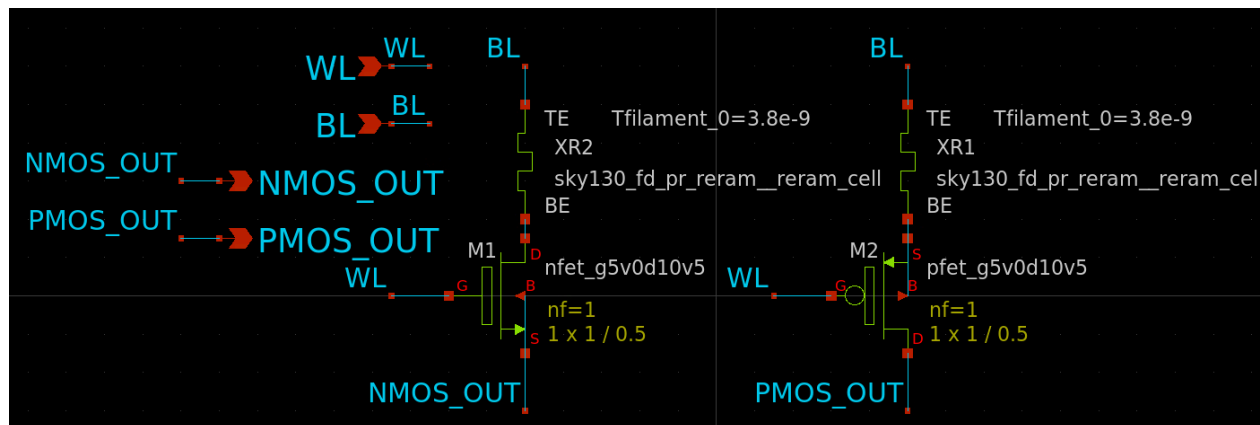 WL WL
BL BL
NMOS_OUT NMOS_OUT
PMOS_OUT PMOS_OUT
BL
TE Tfilament_0=3.8e-9
XR2
sky130_fd_pr_reram__reram_cell
BE
D
M1
nfet_g5v0d10v5
WL
G
B
nf=1
1 x 1 / 0.5
S
NMOS_OUT
BL
TE Tfilament_0=3.8e-9
XR1
sky130_fd_pr_reram__reram_cel
BE
S
M2
pfet_g5v0d10v5
WL
G
B
nf=1
1 x 1 / 0.5
D
PMOS_OUT